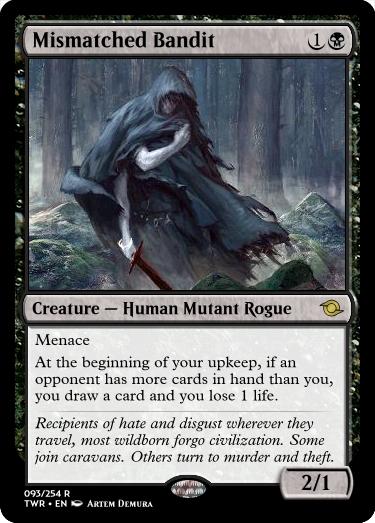 Mismatched Bandit 1
Creature — Human Mutant Rogue
Menace
At the beginning of your upkeep, if an
opponent has more cards in hand than you,
you draw a card and you lose 1 life.
Recipients of hate and disgust wherever they
travel, most wildborn forgo civilization. Some
join caravans. Others turn to murder and theft.
2/1
093/254 R
TWR • EN Artem Demura